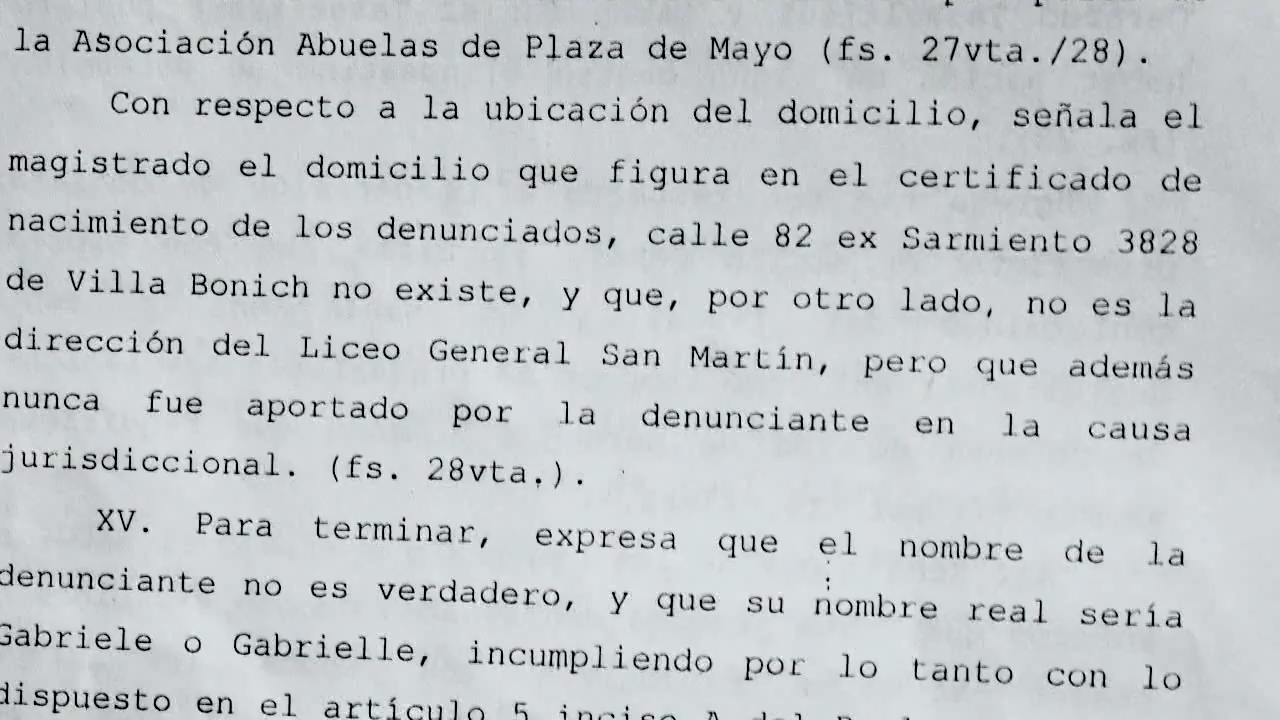 la Asociación Abuelas de Plaza de Mayo (fs. 27vta./28).
Con respecto a la ubicación del domicilio, señala el
magistrado el domicilio que figura en el certificado de
nacimiento de los denunciados, calle 82 ex Sarmiento 3828
de Villa Bonich no existe, y que, por otro lado, no es la
dirección del Liceo General San Martín, pero que además
nunca fue aportado por la denunciante en la causa
jurisdiccional. (fs. 28vta.).
XV. Para terminar, expresa que el nombre de la
denunciante no es verdadero, y que su nombre real sería
Gabriele o Gabrielle, incumpliendo por lo tanto con lo
dispuesto en el artículo 5 inciso A del